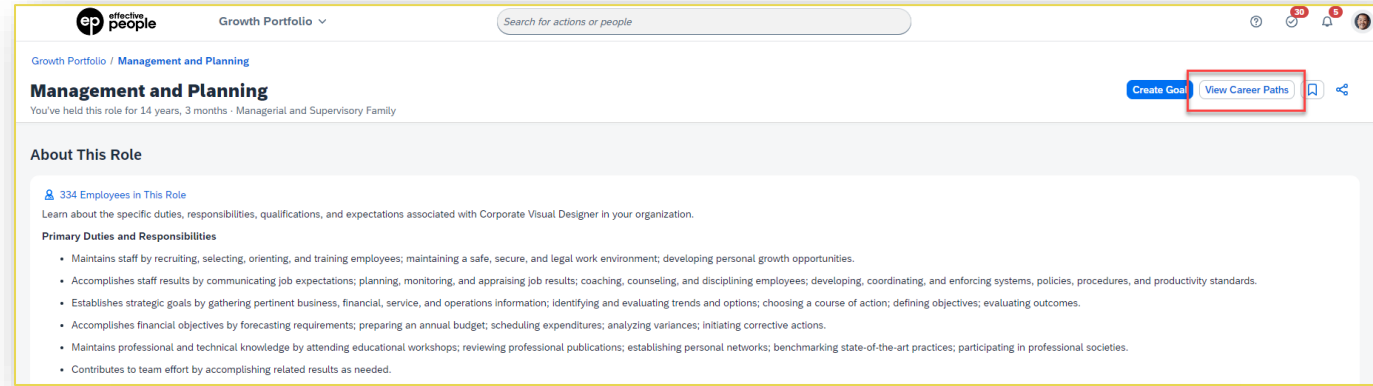 ep effective people
Growth Portfolio
Search for actions or people
30
5
Growth Portfolio / Management and Planning
Management and Planning
Create Goal
View Career Paths
You've held this role for 14 years, 3 months · Managerial and Supervisory Family
About This Role
334 Employees in This Role
Learn about the specific duties, responsibilities, qualifications, and expectations associated with Corporate Visual Designer in your organization.
Primary Duties and Responsibilities
• Maintains staff by recruiting, selecting, orienting, and training employees; maintaining a safe, secure, and legal work environment; developing personal growth opportunities.
• Accomplishes staff results by communicating job expectations; planning, monitoring, and appraising job results; coaching, counseling, and disciplining employees; developing, coordinating, and enforcing systems, policies, procedures, and productivity standards.
• Establishes strategic goals by gathering pertinent business, financial, service, and operations information; identifying and evaluating trends and options; choosing a course of action; defining objectives; evaluating outcomes.
• Accomplishes financial objectives by forecasting requirements; preparing an annual budget; scheduling expenditures; analyzing variances; initiating corrective actions.
• Maintains professional and technical knowledge by attending educational workshops; reviewing professional publications; establishing personal networks; benchmarking state-of-the-art practices; participating in professional societies.
• Contributes to team effort by accomplishing related results as needed.